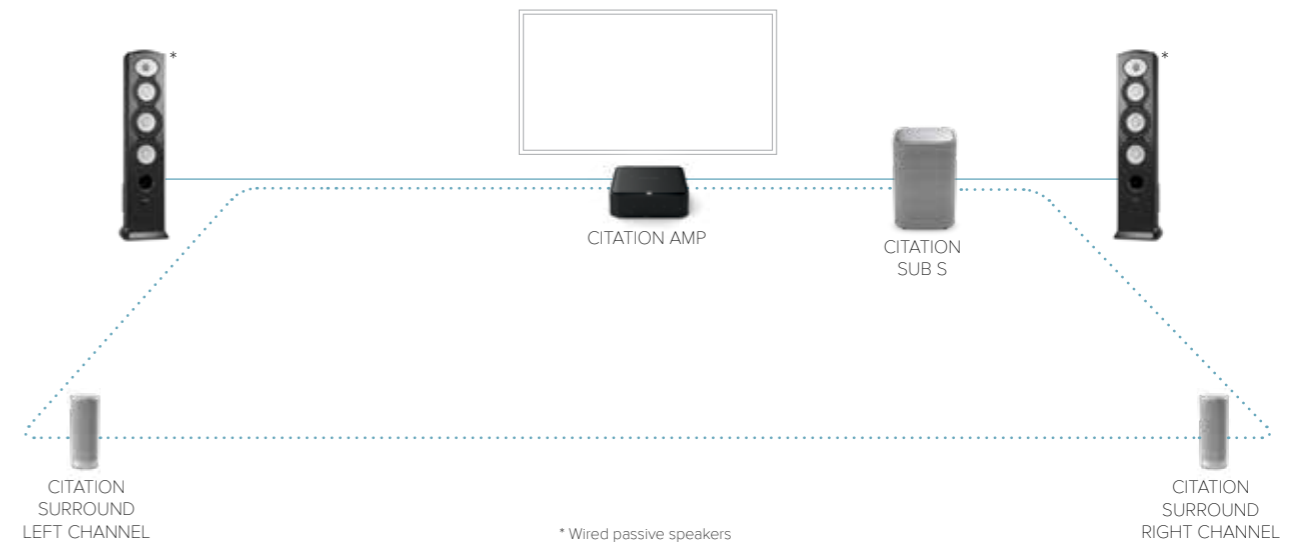 *
*
CITATION AMP
CITATION
SUB S
CITATION
SURROUND
LEFT CHANNEL
CITATION
SURROUND
RIGHT CHANNEL
* Wired passive speakers